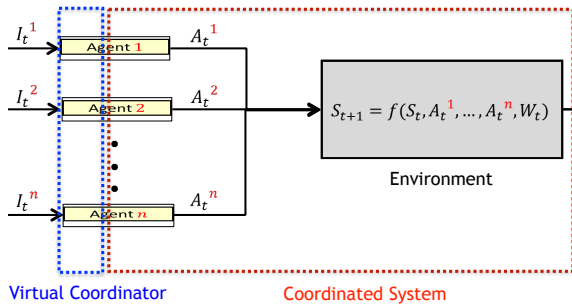 I_t^1 Agent 1 A_t^1
I_t^2 Agent 2 A_t^2
S_{t+1} = f(S_t, A_t^1, ..., A_t^n, W_t)
Environment
I_t^n Agent n A_t^n
Virtual Coordinator Coordinated System